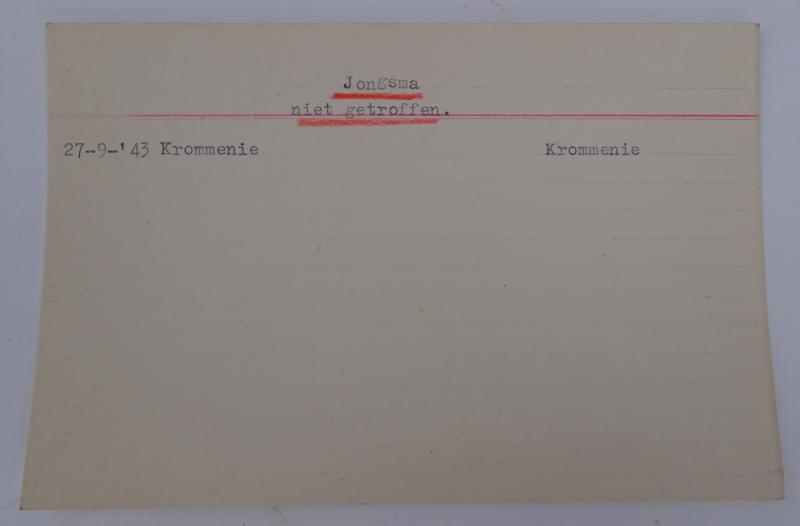 Jongsma
niet getroffen.
27-9-'43 Krommenie Krommenie